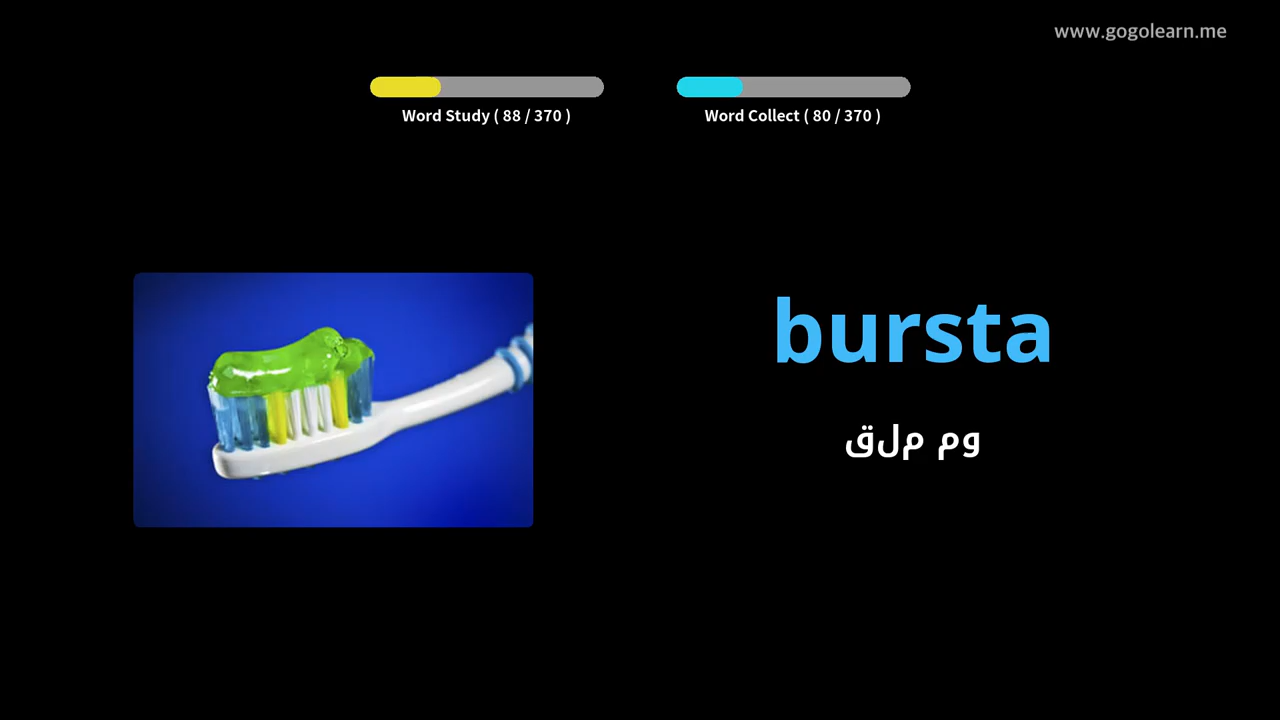 www.gogolearn.me
Word Study ( 88 / 370 )
Word Collect ( 80 / 370 )
bursta
وم ملق